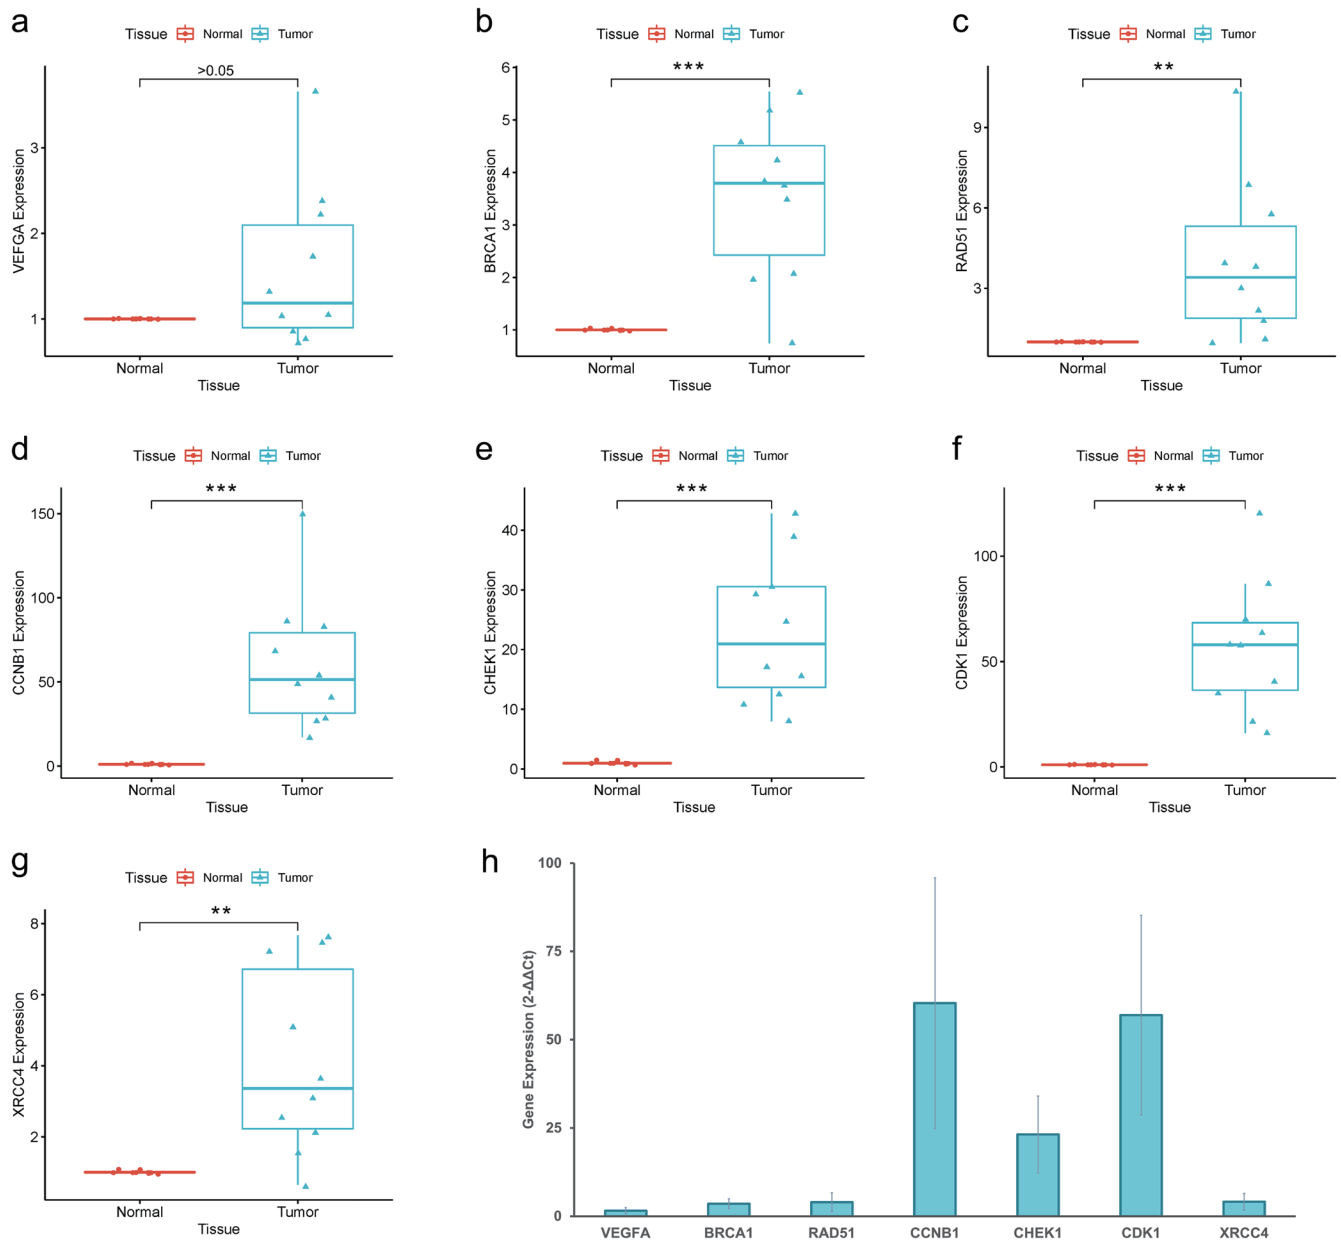 a
Tissue Normal Tumor
>0.05
VEFGA Expression
3
2
1
Normal Tumor
Tissue
b
Tissue Normal Tumor
***
BRCA1 Expression
6
5
4
3
2
1
Normal Tumor
Tissue
c
Tissue Normal Tumor
**
RAD51 Expression
9
6
3
Normal Tumor
Tissue
d
Tissue Normal Tumor
***
CCNB1 Expression
150
100
50
0
Normal Tumor
Tissue
e
Tissue Normal Tumor
***
CHEK1 Expression
40
30
20
10
0
Normal Tumor
Tissue
f
Tissue Normal Tumor
***
CDK1 Expression
100
50
0
Normal Tumor
Tissue
g
Tissue Normal Tumor
**
XRCC4 Expression
8
6
4
2
Normal Tumor
Tissue
h
Gene Expression (2-ΔΔCt)
100
75
50
25
0
VEGFA BRCA1 RAD51 CCNB1 CHEK1 CDK1 XRCC4